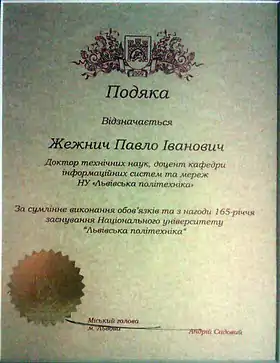 Подяка
Відзначається
Жежнич Павло Іванович
Доктор технічних наук, доцент кафедри
інформаційних систем та мереж
НУ «Львівська політехніка»
За сумлінне виконання обов'язків та з нагоди 165-річчя
заснування Національного університету
"Львівська політехніка"
Міський голова
м. Львова
Андрій Садовий